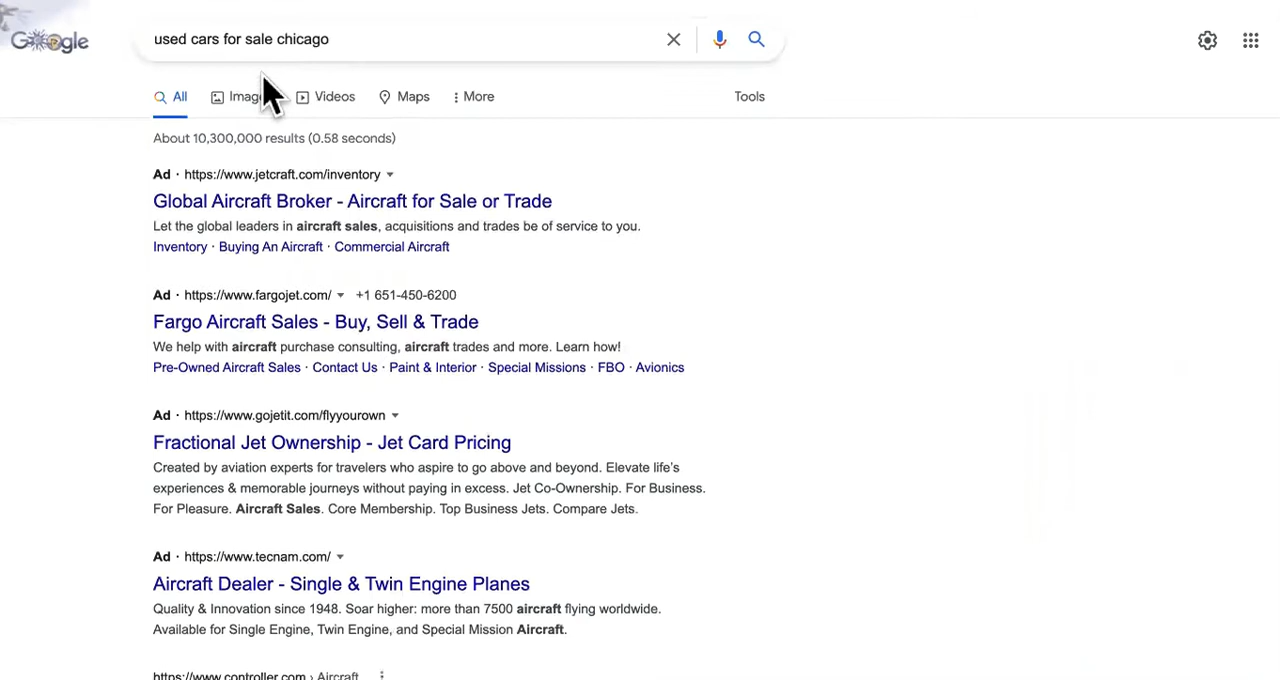 Google
used cars for sale chicago
All
Videos
Maps
More
Tools
About 10,300,000 results (0.58 seconds)
Ad · https://www.jetcraft.com/inventory
Global Aircraft Broker - Aircraft for Sale or Trade
Let the global leaders in aircraft sales, acquisitions and trades be of service to you.
Inventory · Buying An Aircraft · Commercial Aircraft
Ad · https://www.fargojet.com/ +1 651-450-6200
Fargo Aircraft Sales - Buy, Sell & Trade
We help with aircraft purchase consulting, aircraft trades and more. Learn how!
Pre-Owned Aircraft Sales · Contact Us · Paint & Interior · Special Missions · FBO · Avionics
Ad · https://www.gojetit.com/flyyourown
Fractional Jet Ownership - Jet Card Pricing
Created by aviation experts for travelers who aspire to go above and beyond. Elevate life's
experiences & memorable journeys without paying in excess. Jet Co-Ownership. For Business.
For Pleasure. Aircraft Sales. Core Membership. Top Business Jets. Compare Jets.
Ad · https://www.tecnam.com/
Aircraft Dealer - Single & Twin Engine Planes
Quality & Innovation since 1948. Soar higher: more than 7500 aircraft flying worldwide.
Available for Single Engine, Twin Engine, and Special Mission Aircraft.
https://www.controller.com › Aircraft